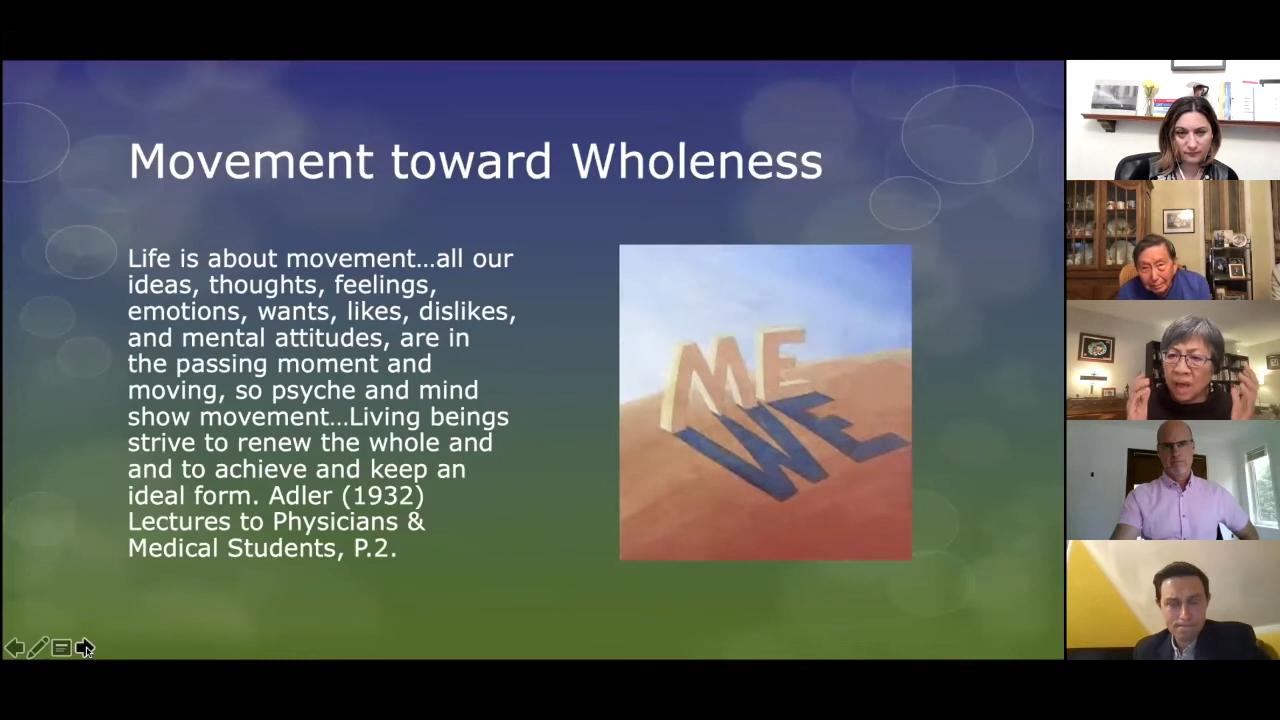 Movement toward Wholeness
Life is about movement...all our
ideas, thoughts, feelings,
emotions, wants, likes, dislikes,
and mental attitudes, are in
the passing moment and
moving, so psyche and mind
show movement...Living beings
strive to renew the whole and
and to achieve and keep an
ideal form. Adler (1932)
Lectures to Physicians &
Medical Students, P.2.
ME
WE